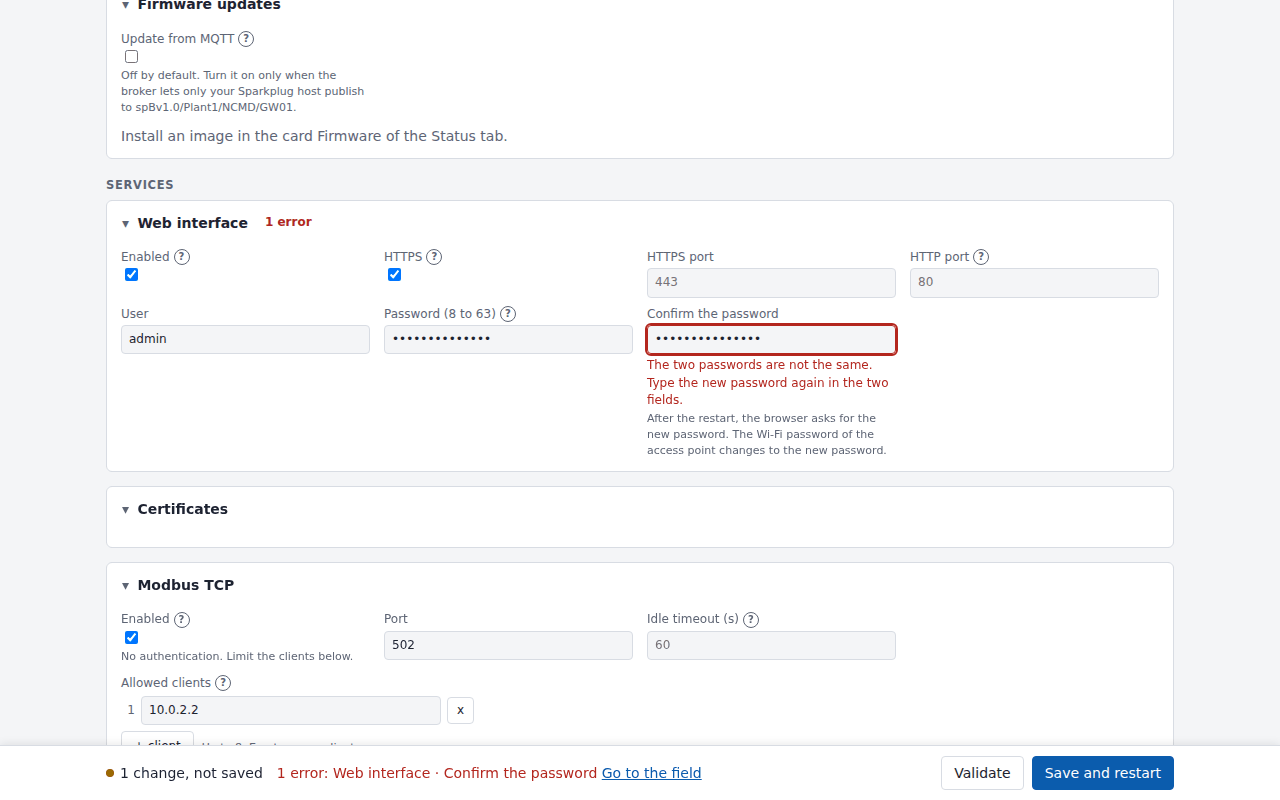 ▼ Firmware updates
Update from MQTT ?
Off by default. Turn it on only when the
broker lets only your Sparkplug host publish
to spBv1.0/Plant1/NCMD/GW01.
Install an image in the card Firmware of the Status tab.
SERVICES
▼ Web interface 1 error
Enabled ? HTTPS ? HTTPS port HTTP port ?
443 80
User Password (8 to 63) ? Confirm the password
admin •••••••••••••• •••••••••••••••
The two passwords are not the same.
Type the new password again in the two
fields.
After the restart, the browser asks for the
new password. The Wi-Fi password of the
access point changes to the new password.
▼ Certificates
▼ Modbus TCP
Enabled ? Port Idle timeout (s) ?
502 60
No authentication. Limit the clients below.
Allowed clients ?
1 10.0.2.2 x
+ client
1 change, not saved 1 error: Web interface · Confirm the password Go to the field Validate Save and restart